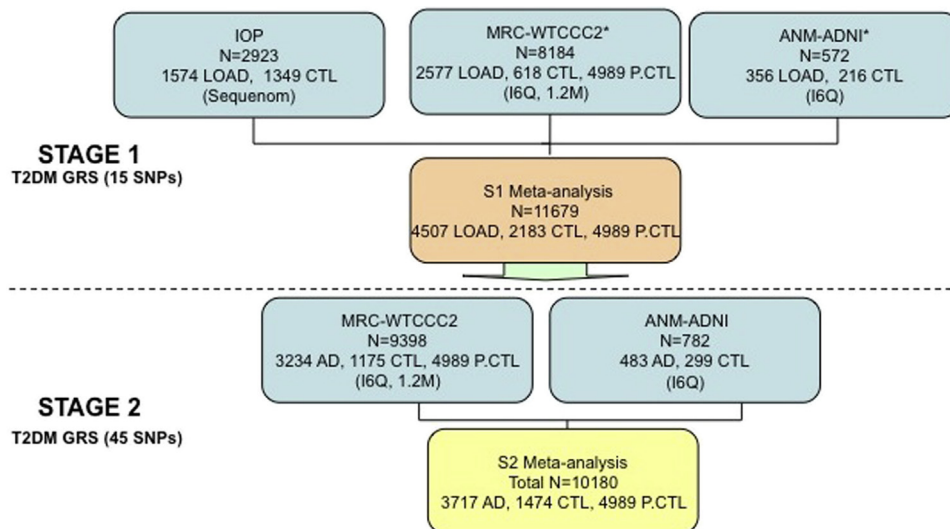 IOP
N=2923
1574 LOAD, 1349 CTL
(Sequenom)
MRC-WTCCC2*
N=8184
2577 LOAD, 618 CTL, 4989 P.CTL
(I6Q, 1.2M)
ANM-ADNI*
N=572
356 LOAD, 216 CTL
(I6Q)
STAGE 1
T2DM GRS (15 SNPs)
S1 Meta-analysis
N=11679
4507 LOAD, 2183 CTL, 4989 P.CTL
MRC-WTCCC2
N=9398
3234 AD, 1175 CTL, 4989 P.CTL
(I6Q, 1.2M)
ANM-ADNI
N=782
483 AD, 299 CTL
(I6Q)
STAGE 2
T2DM GRS (45 SNPs)
S2 Meta-analysis
Total N=10180
3717 AD, 1474 CTL, 4989 P.CTL